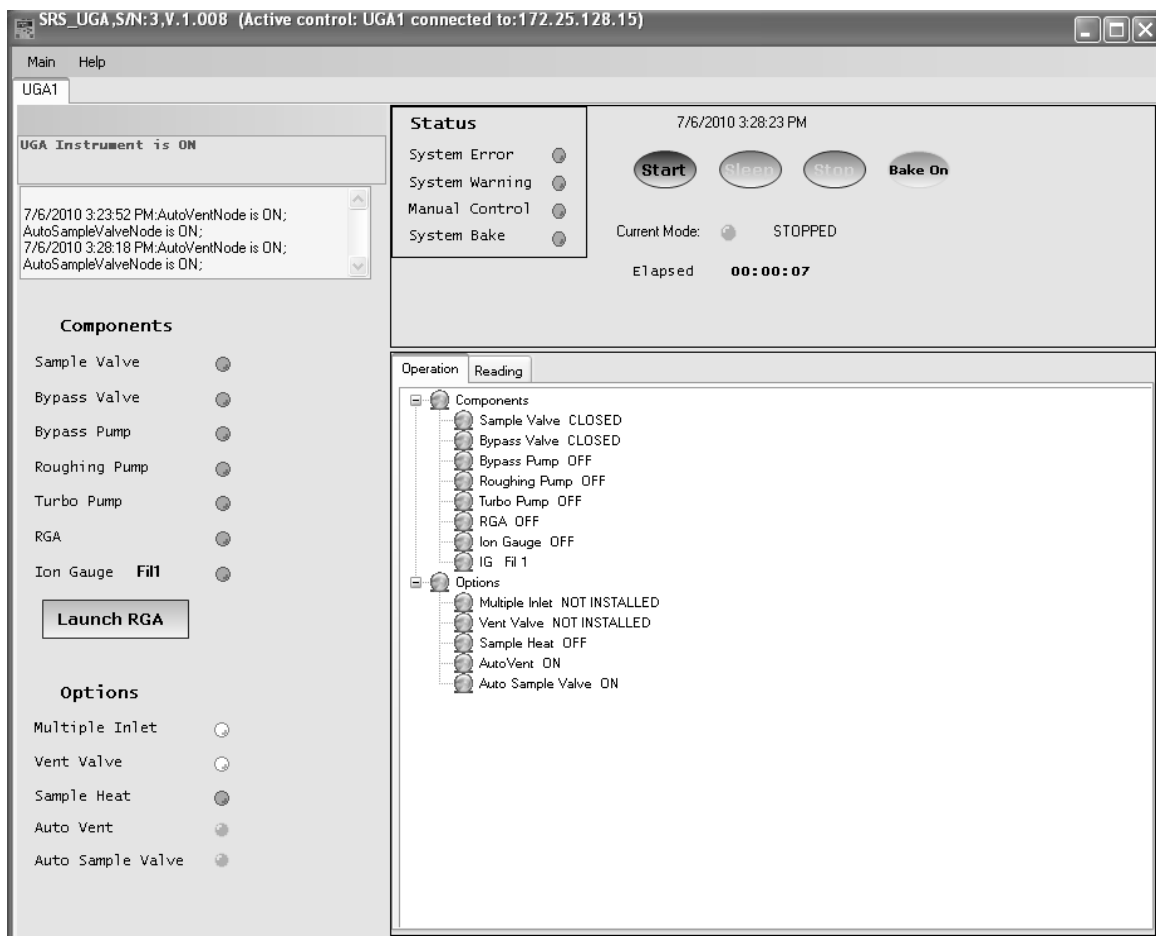 SRS_UGA,S/N:3,V.1.008 (Active control: UGA1 connected to:172.25.128.15)
Main Help
UGA1
UGA Instrument is ON
7/6/2010 3:23:52 PM:AutoVentNode is ON;
AutoSampleValveNode is ON;
7/6/2010 3:28:18 PM:AutoVentNode is ON;
AutoSampleValveNode is ON;
Components
Sample Valve
Bypass Valve
Bypass Pump
Roughing Pump
Turbo Pump
RGA
Ion Gauge Fil1
Launch RGA
Options
Multiple Inlet
Vent Valve
Sample Heat
Auto Vent
Auto Sample Valve
Status
System Error
System Warning
Manual Control
System Bake
7/6/2010 3:28:23 PM
Start Sleep Stop Bake On
Current Mode: STOPPED
Elapsed 00:00:07
Operation Reading
Components
Sample Valve CLOSED
Bypass Valve CLOSED
Bypass Pump OFF
Roughing Pump OFF
Turbo Pump OFF
RGA OFF
Ion Gauge OFF
IG Fil 1
Options
Multiple Inlet NOT INSTALLED
Vent Valve NOT INSTALLED
Sample Heat OFF
AutoVent ON
Auto Sample Valve ON